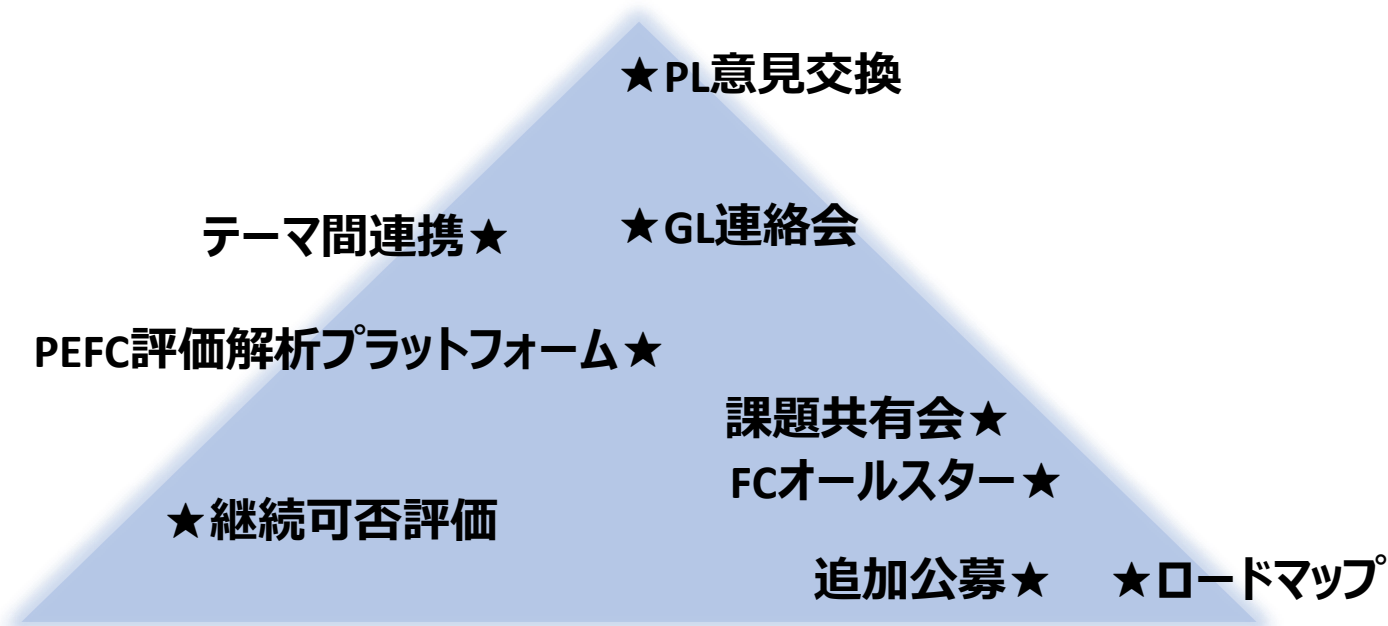 ★PL意見交換
テーマ間連携★
★GL連絡会
PEFC評価解析プラットフォーム★
課題共有会★
FCオールスター★
★継続可否評価
追加公募★
★ロードマップ